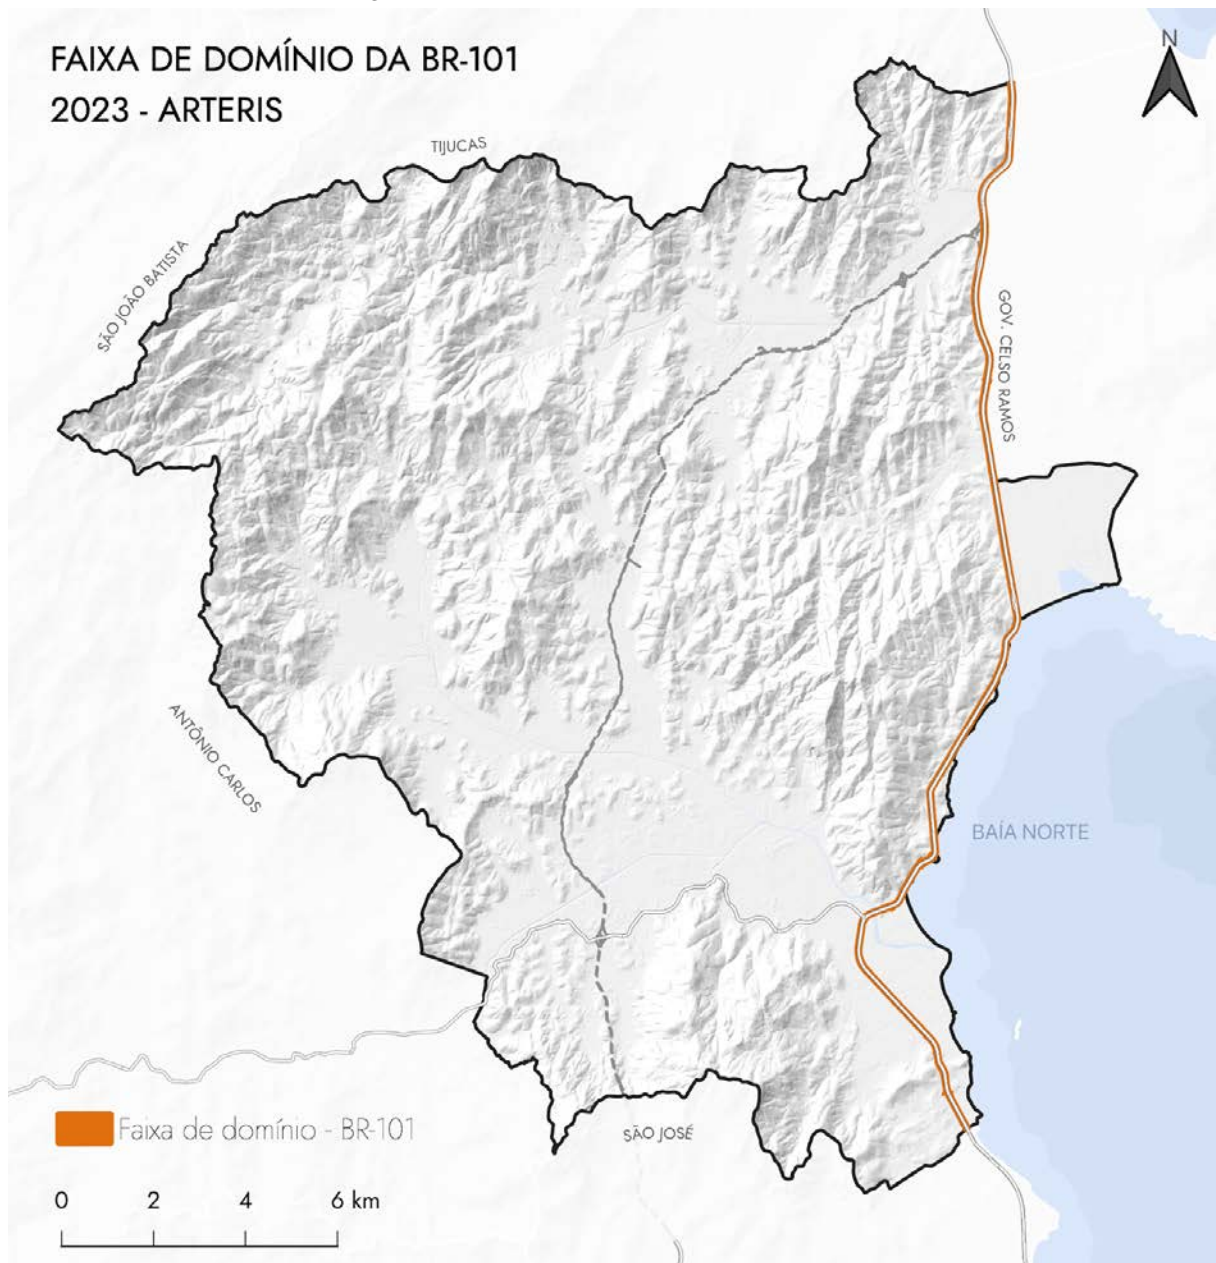 FAIXA DE DOMÍNIO DA BR-101
2023 - ARTERIS
N
TIJUCAS
SÃO JOÃO BATISTA
GOV. CELSO RAMOS
ANTÔNIO CARLOS
BAÍA NORTE
Faixa de domínio - BR-101
SÃO JOSÉ
0 2 4 6 km